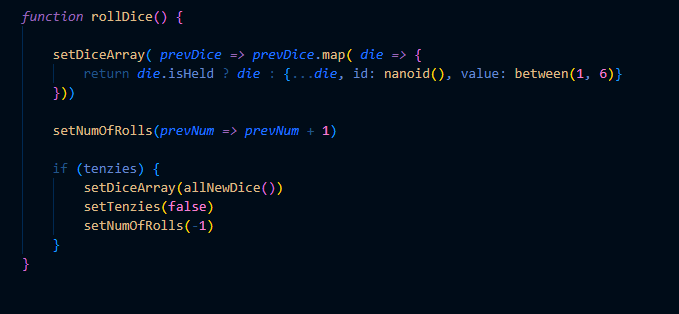 function rollDice() {
setDiceArray( prevDice => prevDice.map( die => {
return die.isHeld ? die : {...die, id: nanoid(), value: between(1, 6)}
}))
setNumOfRolls(prevNum => prevNum + 1)
if (tenzies) {
setDiceArray(allNewDice())
setTenzies(false)
setNumOfRolls(-1)
}
}